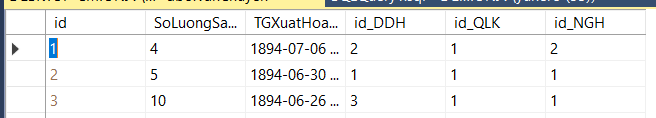 id SoLuongSa... TGXuatHoa... id_DDH id_QLK id_NGH
1 4 1894-07-06 ... 2 1 2
2 5 1894-06-30 ... 1 1 1
3 10 1894-06-26 ... 3 1 1